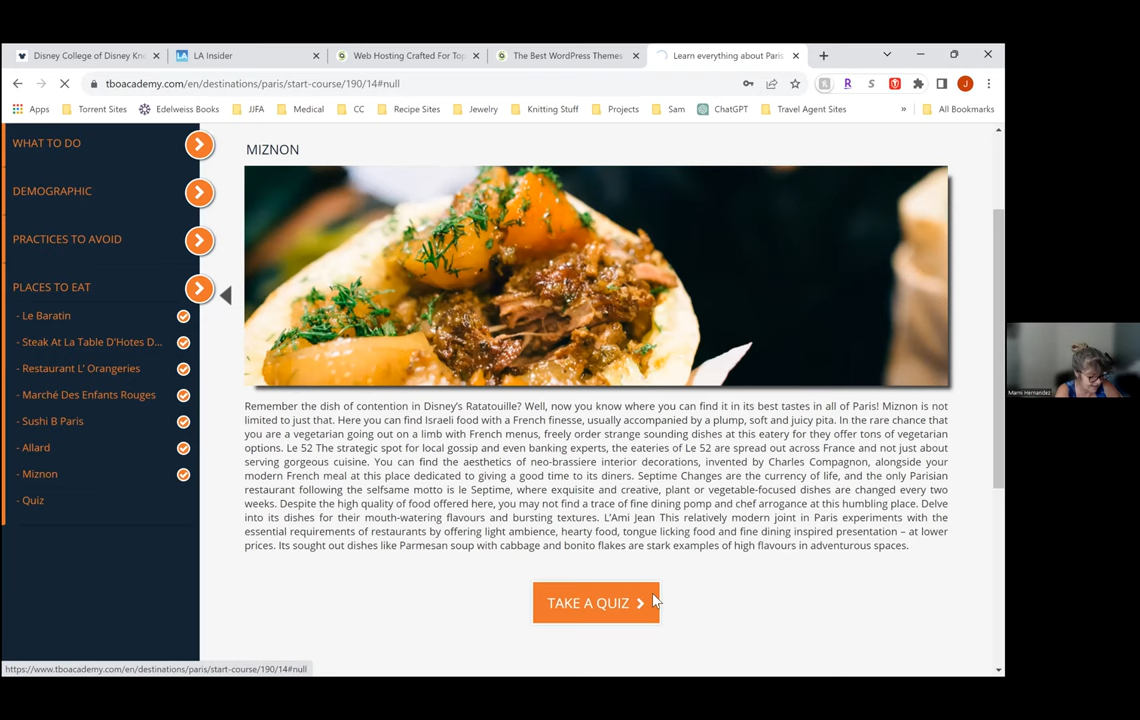 Disney College of Disney Kn
LA Insider
Web Hosting Crafted For Top
The Best WordPress Themes
Learn everything about Paris
tboacademy.com/en/destinations/paris/start-course/190/14#null
Apps
Torrent Sites
Edelweiss Books
JJFA
Medical
CC
Recipe Sites
Jewelry
Knitting Stuff
Projects
Sam
ChatGPT
Travel Agent Sites
»
All Bookmarks
WHAT TO DO
DEMOGRAPHIC
PRACTICES TO AVOID
PLACES TO EAT
- Le Baratin
- Steak At La Table D'Hotes D...
- Restaurant L' Orangeries
- Marché Des Enfants Rouges
- Sushi B Paris
- Allard
- Miznon
- Quiz
MIZNON
Remember the dish of contention in Disney's Ratatouille? Well, now you know where you can find it in its best tastes in all of Paris! Miznon is not
limited to just that. Here you can find Israeli food with a French finesse, usually accompanied by a plump, soft and juicy pita. In the rare chance that
you are a vegetarian going out on a limb with French menus, freely order strange sounding dishes at this eatery for they offer tons of vegetarian
options. Le 52 The strategic spot for local gossip and even banking experts, the eateries of Le 52 are spread out across France and not just about
serving gorgeous cuisine. You can find the aesthetics of neo-brassiere interior decorations, invented by Charles Compagnon, alongside your
modern French meal at this place dedicated to giving a good time to its diners. Septime Changes are the currency of life, and the only Parisian
restaurant following the selfsame motto is le Septime, where exquisite and creative, plant or vegetable-focused dishes are changed every two
weeks. Despite the high quality of food offered here, you may not find a trace of fine dining pomp and chef arrogance at this humbling place. Delve
into its dishes for their mouth-watering flavours and bursting textures. L'Ami Jean This relatively modern joint in Paris experiments with the
essential requirements of restaurants by offering light ambience, hearty food, tongue licking food and fine dining inspired presentation – at lower
prices. Its sought out dishes like Parmesan soup with cabbage and bonito flakes are stark examples of high flavours in adventurous spaces.
TAKE A QUIZ
https://www.tboacademy.com/en/destinations/paris/start-course/190/14#null
Marni Hernandez